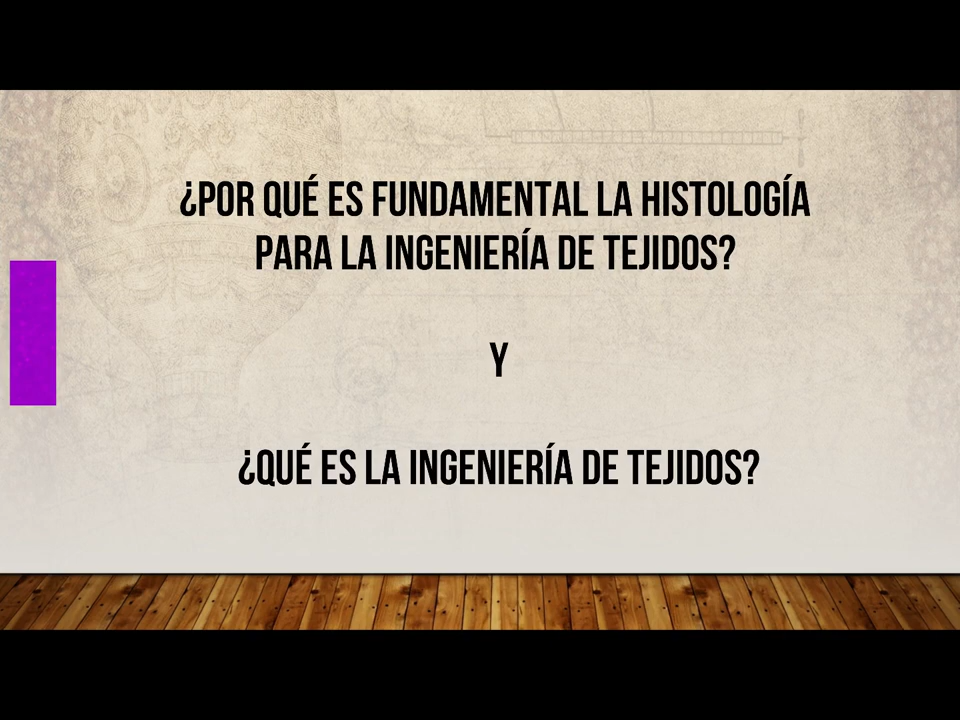 ¿POR QUÉ ES FUNDAMENTAL LA HISTOLOGÍA
PARA LA INGENIERÍA DE TEJIDOS?
Y
¿QUÉ ES LA INGENIERÍA DE TEJIDOS?